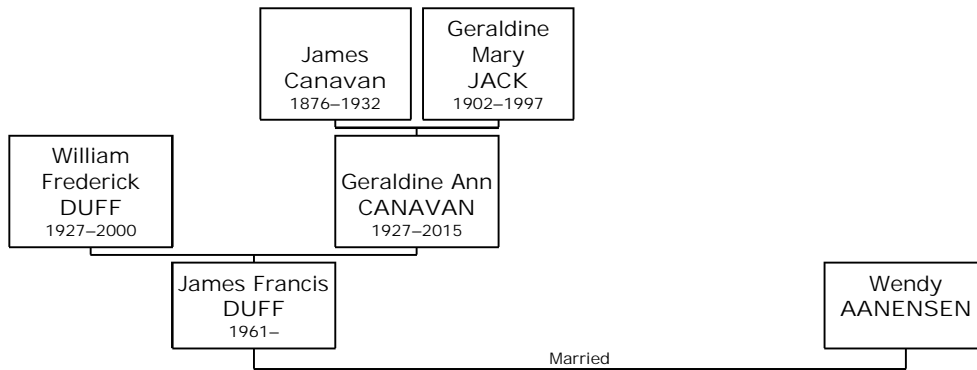 James
Canavan
1876–1932
Geraldine
Mary
JACK
1902–1997
William
Frederick
DUFF
1927–2000
Geraldine Ann
CANAVAN
1927–2015
James Francis
DUFF
1961–
Wendy
AANENSEN
Married